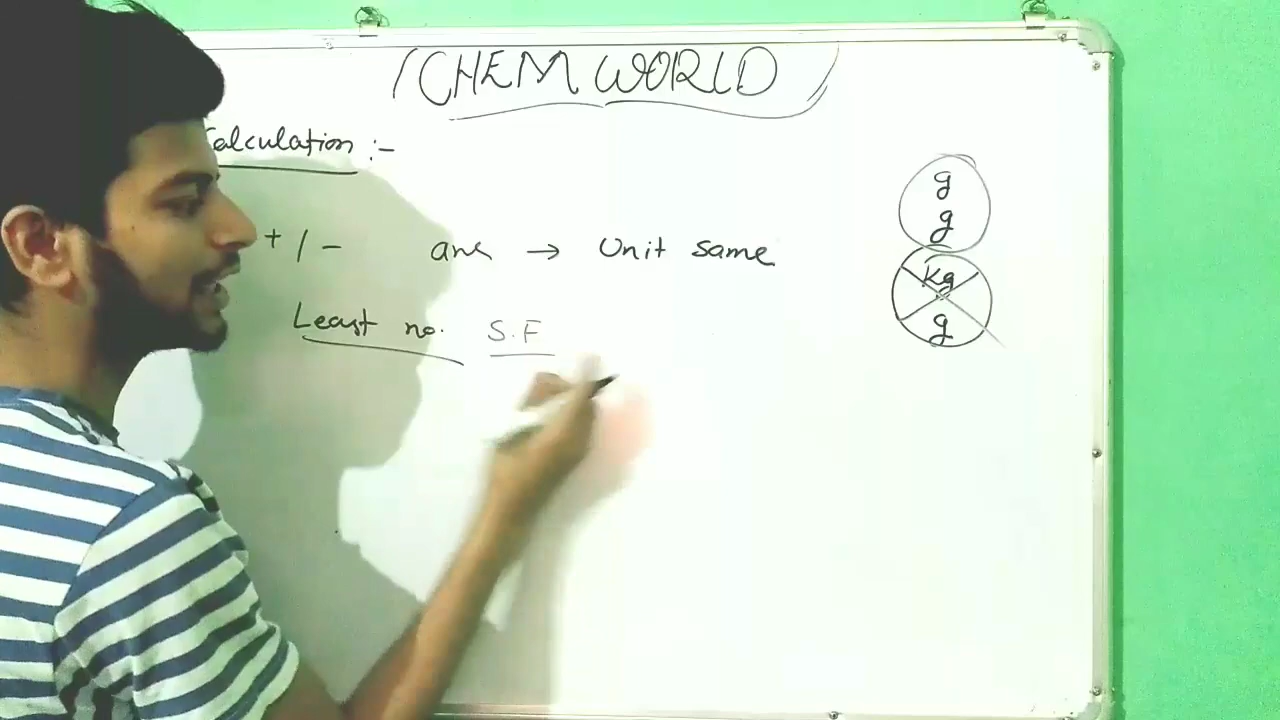 CHEM WORLD
Calculation :-
+ / - ans → Unit same
Least no. S.F
g
g
Kg
g